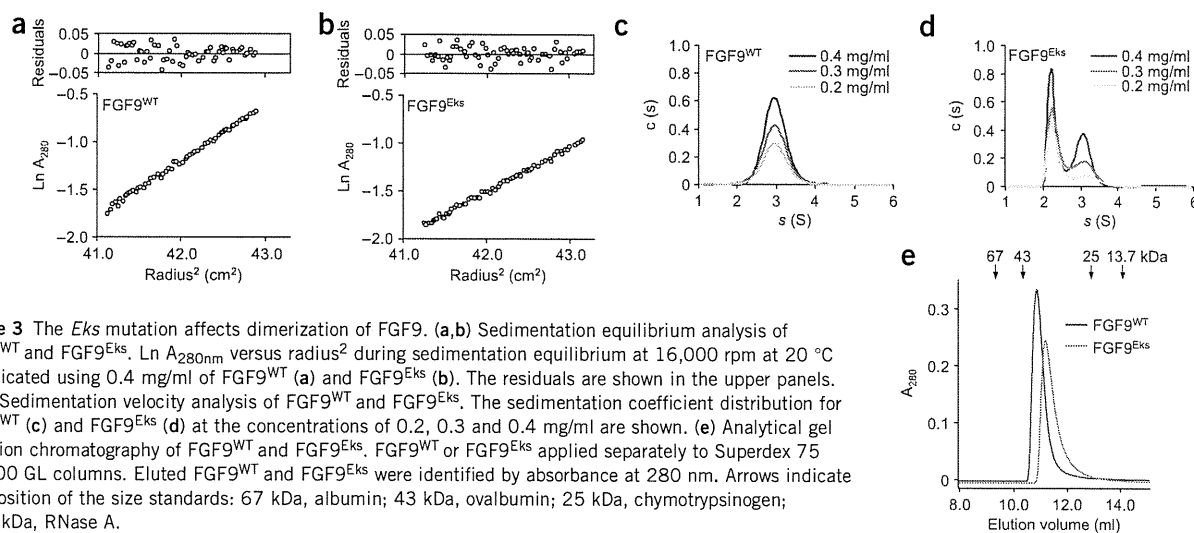 a
0.05
0
−0.05
Residuals
−0.5
−1.0
−1.5
−2.0
Ln A280
FGF9WT
41.0 42.0 43.0
Radius2 (cm2)
b
0.05
0
−0.05
Residuals
−0.5
−1.0
−1.5
−2.0
Ln A280
FGF9Eks
41.0 42.0 43.0
Radius2 (cm2)
c
1.0
0.8
0.6
0.4
0.2
0
c (s)
FGF9WT
0.4 mg/ml
0.3 mg/ml
0.2 mg/ml
1 2 3 4 5 6
s (S)
d
1.0
0.8
0.6
0.4
0.2
0
c (s)
FGF9Eks
0.4 mg/ml
0.3 mg/ml
0.2 mg/ml
1 2 3 4 5 6
s (S)
e
67 43 25 13.7 kDa
0.3
0.2
0.1
0
A280
FGF9WT
FGF9Eks
8.0 10.0 12.0 14.0
Elution volume (ml)
e 3 The Eks mutation affects dimerization of FGF9. (a,b) Sedimentation equilibrium analysis of
WT and FGF9Eks. Ln A280nm versus radius2 during sedimentation equilibrium at 16,000 rpm at 20 °C
icated using 0.4 mg/ml of FGF9WT (a) and FGF9Eks (b). The residuals are shown in the upper panels.
Sedimentation velocity analysis of FGF9WT and FGF9Eks. The sedimentation coefficient distribution for
WT (c) and FGF9Eks (d) at the concentrations of 0.2, 0.3 and 0.4 mg/ml are shown. (e) Analytical gel
ion chromatography of FGF9WT and FGF9Eks. FGF9WT or FGF9Eks applied separately to Superdex 75
00 GL columns. Eluted FGF9WT and FGF9Eks were identified by absorbance at 280 nm. Arrows indicate
osition of the size standards: 67 kDa, albumin; 43 kDa, ovalbumin; 25 kDa, chymotrypsinogen;
kDa, RNase A.